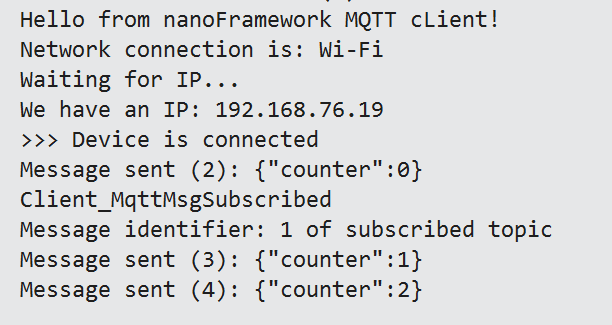 Hello from nanoFramework MQTT cLient!
Network connection is: Wi-Fi
Waiting for IP...
We have an IP: 192.168.76.19
>>> Device is connected
Message sent (2): {"counter":0}
Client_MqttMsgSubscribed
Message identifier: 1 of subscribed topic
Message sent (3): {"counter":1}
Message sent (4): {"counter":2}